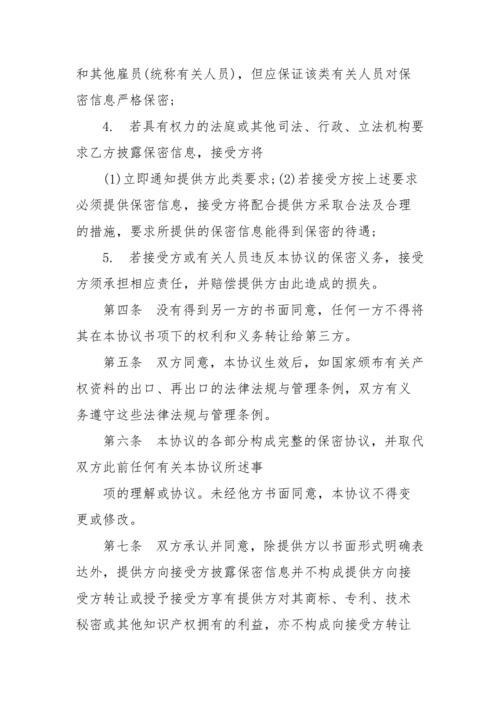 和其他雇员(统称有关人员)，但应保证该类有关人员对保
密信息严格保密;
4. 若具有权力的法庭或其他司法、行政、立法机构要
求乙方披露保密信息，接受方将
(1)立即通知提供方此类要求;(2)若接受方按上述要求
必须提供保密信息，接受方将配合提供方采取合法及合理
的措施，要求所提供的保密信息能得到保密的待遇;
5. 若接受方或有关人员违反本协议的保密义务，接受
方须承担相应责任，并赔偿提供方由此造成的损失。
第四条 没有得到另一方的书面同意，任何一方不得将
其在本协议书项下的权利和义务转让给第三方。
第五条 双方同意，本协议生效后，如国家颁布有关产
权资料的出口、再出口的法律法规与管理条例，双方有义
务遵守这些法律法规与管理条例。
第六条 本协议的各部分构成完整的保密协议，并取代
双方此前任何有关本协议所述事
项的理解或协议。未经他方书面同意，本协议不得变
更或修改。
第七条 双方承认并同意，除提供方以书面形式明确表
达外，提供方向接受方披露保密信息并不构成提供方向接
受方转让或授予接受方享有提供方对其商标、专利、技术
秘密或其他知识产权拥有的利益，亦不构成向接受方转让